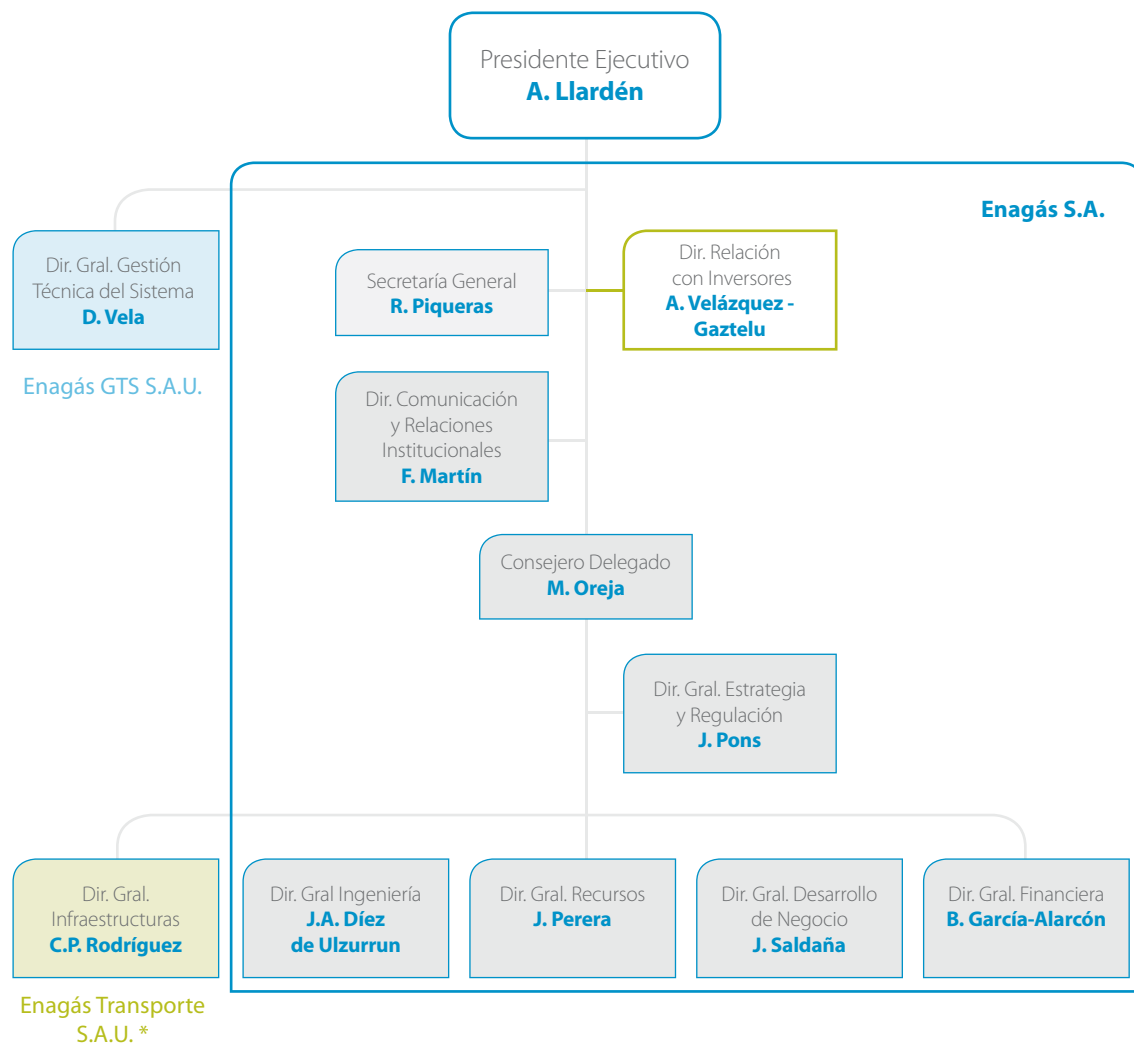 Presidente Ejecutivo
A. Llardén
Enagás S.A.
Dir. Gral. Gestión
Técnica del Sistema
D. Vela
Enagás GTS S.A.U.
Secretaría General
R. Piqueras
Dir. Relación
con Inversores
A. Velázquez -
Gaztelu
Dir. Comunicación
y Relaciones
Institucionales
F. Martín
Consejero Delegado
M. Oreja
Dir. Gral. Estrategia
y Regulación
J. Pons
Dir. Gral.
Infraestructuras
C.P. Rodríguez
Enagás Transporte
S.A.U. *
Dir. Gral Ingeniería
J.A. Díez
de Ulzurrun
Dir. Gral. Recursos
J. Perera
Dir. Gral. Desarrollo
de Negocio
J. Saldaña
Dir. Gral. Financiera
B. García-Alarcón